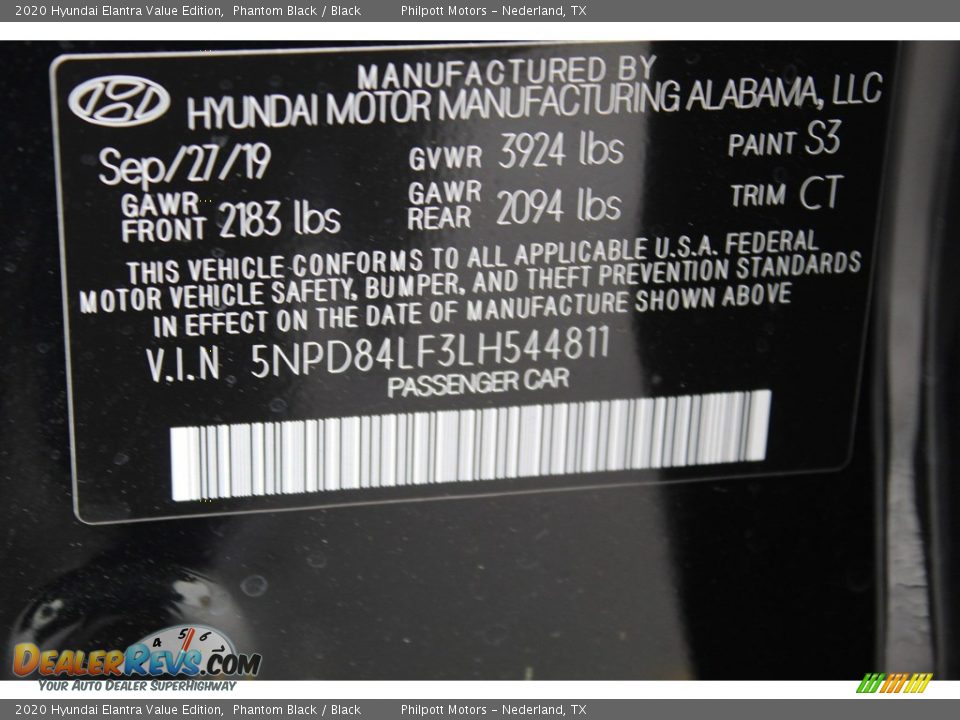 2020 Hyundai Elantra Value Edition, Phantom Black / Black Philpott Motors - Nederland, TX
MANUFACTURED BY
HYUNDAI MOTOR MANUFACTURING ALABAMA, LLC
Sep/27/19 GVWR 3924 lbs PAINT S3
GAWR FRONT 2183 lbs GAWR REAR 2094 lbs TRIM CT
THIS VEHICLE CONFORMS TO ALL APPLICABLE U.S.A. FEDERAL
MOTOR VEHICLE SAFETY, BUMPER, AND THEFT PREVENTION STANDARDS
IN EFFECT ON THE DATE OF MANUFACTURE SHOWN ABOVE
V.I.N 5NPD84LF3LH544811
PASSENGER CAR
4 5 6
DEALERREVS.COM
YOUR AUTO DEALER SUPERHIGHWAY
2020 Hyundai Elantra Value Edition, Phantom Black / Black Philpott Motors - Nederland, TX